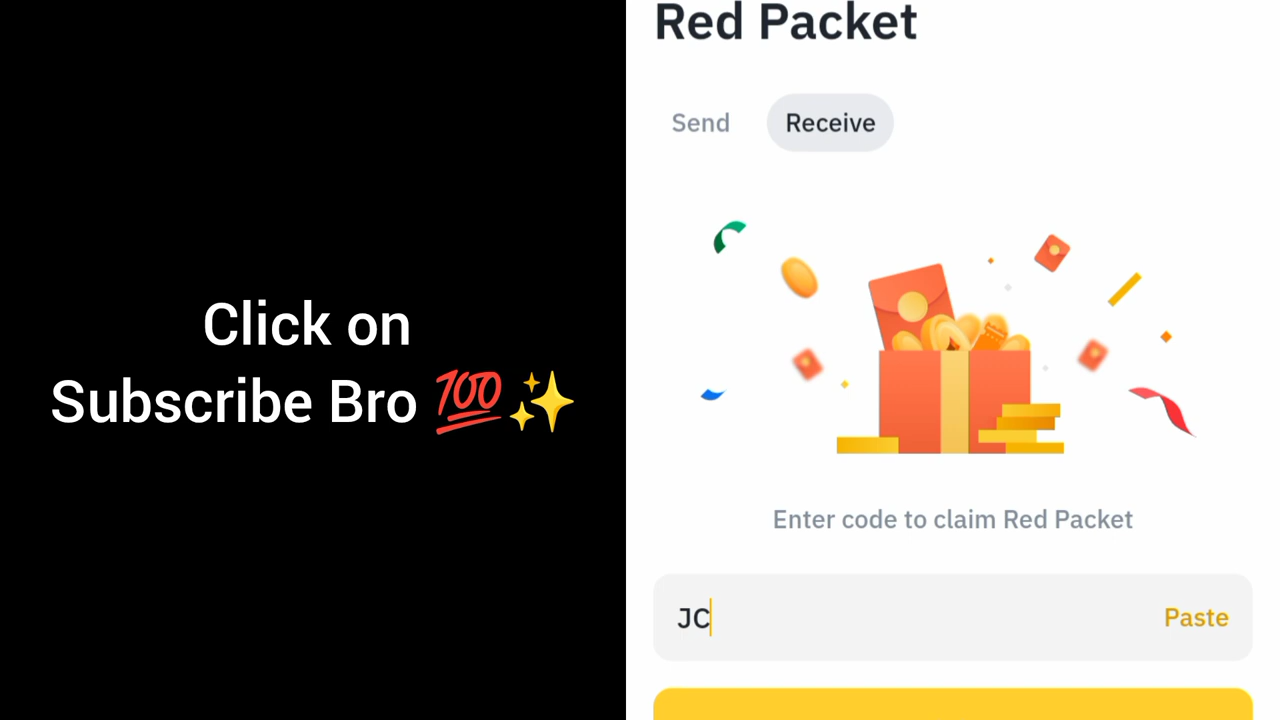 Click on
Subscribe Bro 💯✨
Red Packet
Send
Receive
Enter code to claim Red Packet
JC
Paste